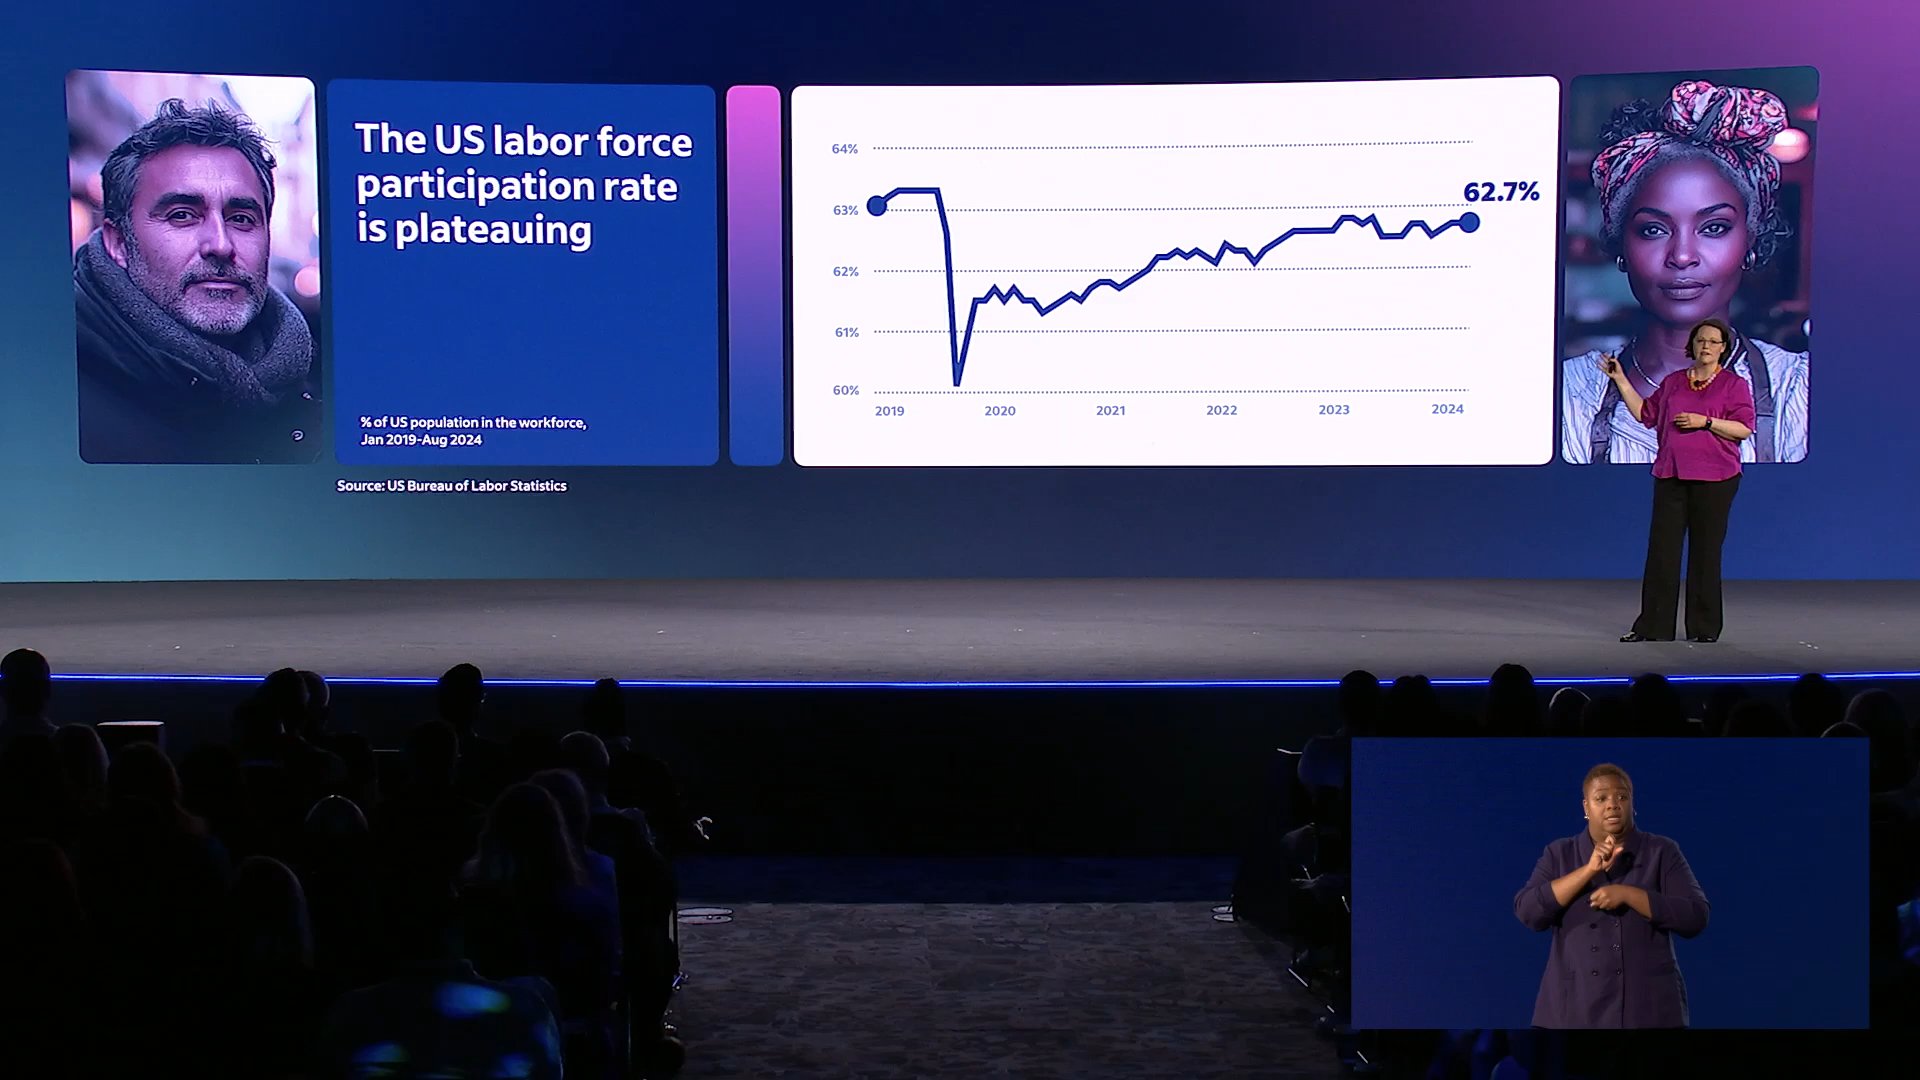 The US labor force
participation rate
is plateauing
% of US population in the workforce,
Jan 2019-Aug 2024
Source: US Bureau of Labor Statistics
64%
63%
62%
61%
60%
62.7%
2019
2020
2021
2022
2023
2024